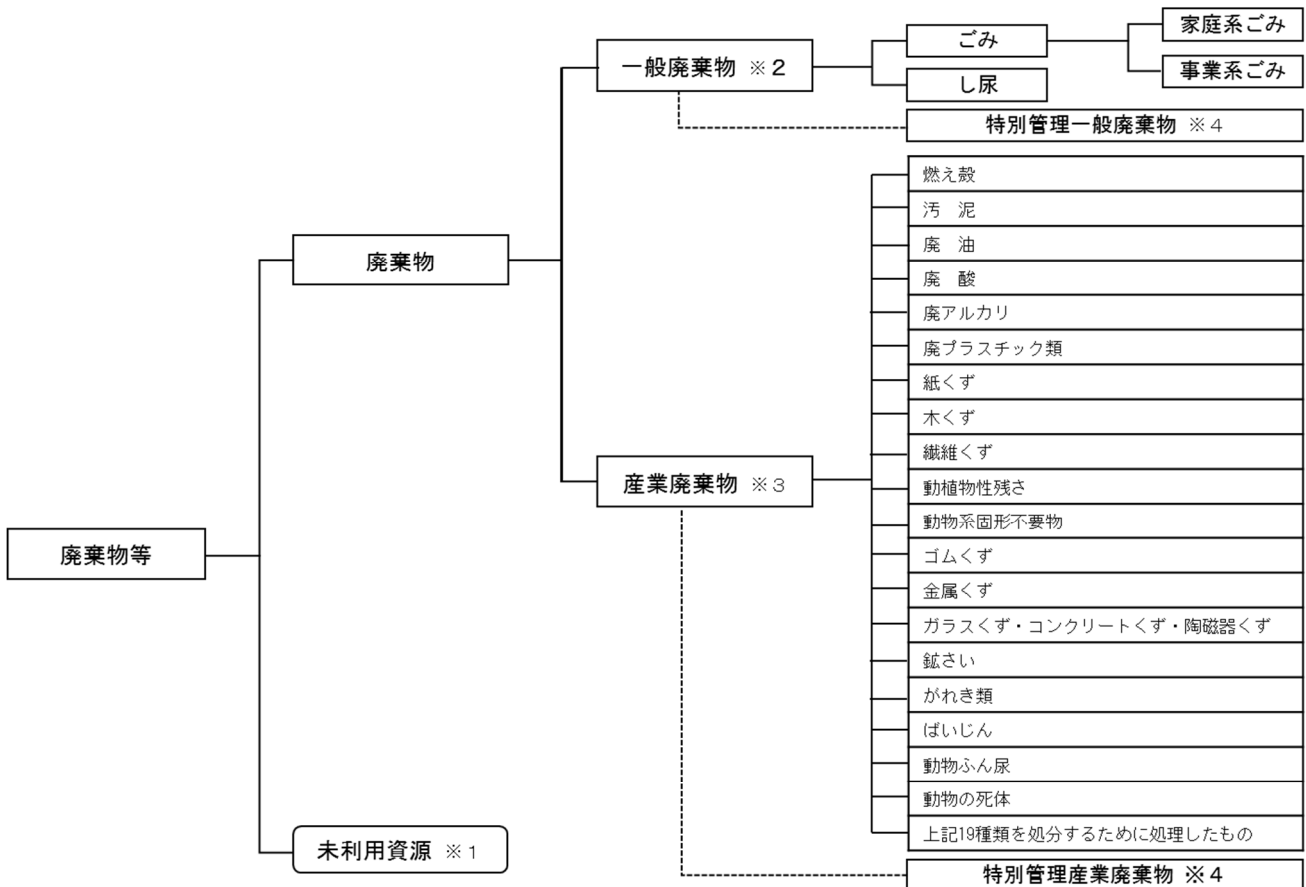 廃棄物等
廃棄物
未利用資源 ※1
一般廃棄物 ※2
産業廃棄物 ※3
ごみ
し尿
家庭系ごみ
事業系ごみ
特別管理一般廃棄物 ※4
燃え殻
汚　泥
廃　油
廃　酸
廃アルカリ
廃プラスチック類
紙くず
木くず
繊維くず
動植物性残さ
動物系固形不要物
ゴムくず
金属くず
ガラスくず・コンクリートくず・陶磁器くず
鉱さい
がれき類
ばいじん
動物ふん尿
動物の死体
上記19種類を処分するために処理したもの
特別管理産業廃棄物 ※4